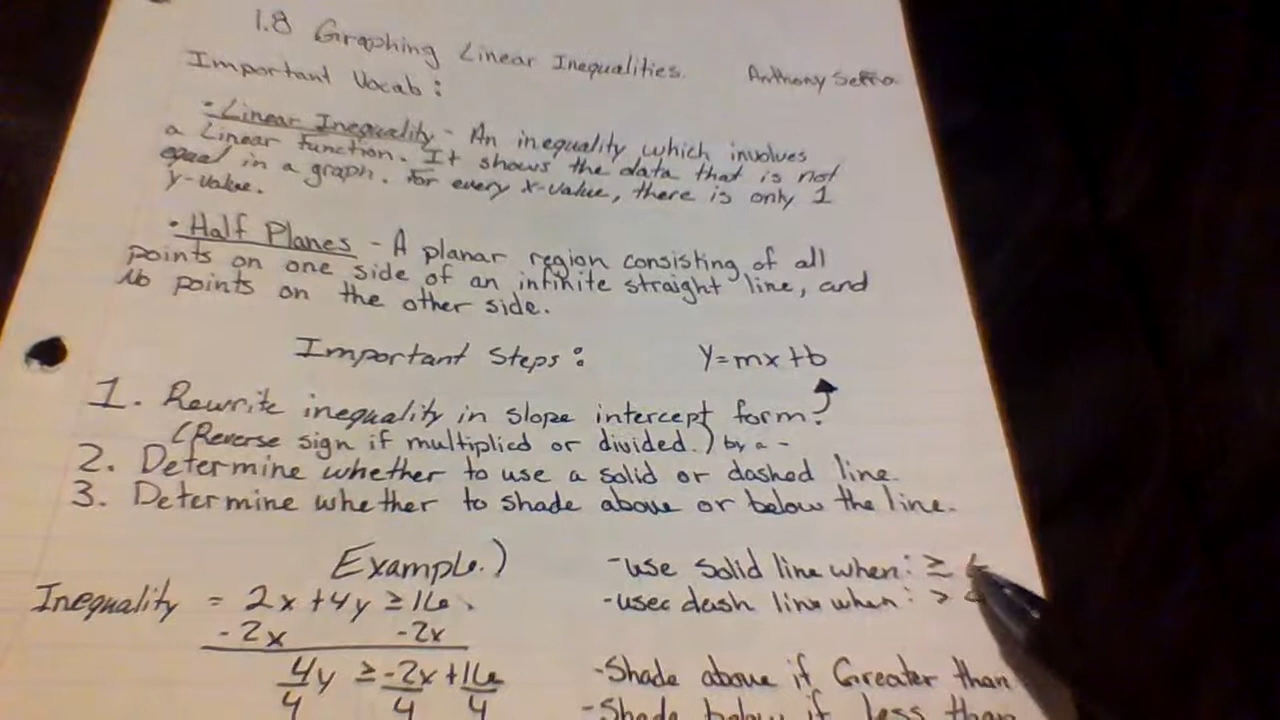 1.8 Graphing Linear Inequalities. Anthony
Important Vocab:
• Linear Inequality - An inequality which involves
a Linear Function. It shows the data that is not
equal in a graph. For every x-value, there is only 1
y-value.
• Half Planes - A planar region consisting of all
points on one side of an infinite straight line, and
No points on the other side.
Important Steps: Y=mx+b
1. Rewrite inequality in slope intercept form.
(Reverse sign if multiplied or divided.) by a -
2. Determine whether to use a solid or dashed line.
3. Determine whether to shade above or below the line.
Example.) -use solid line when: ≥ ≤
Inequality = 2x+4y ≥ 16. -use dash line when: > <
-2x -2x
4y ≥ -2x+16 -Shade above if Greater than
4 4 4 -Shade below if less than